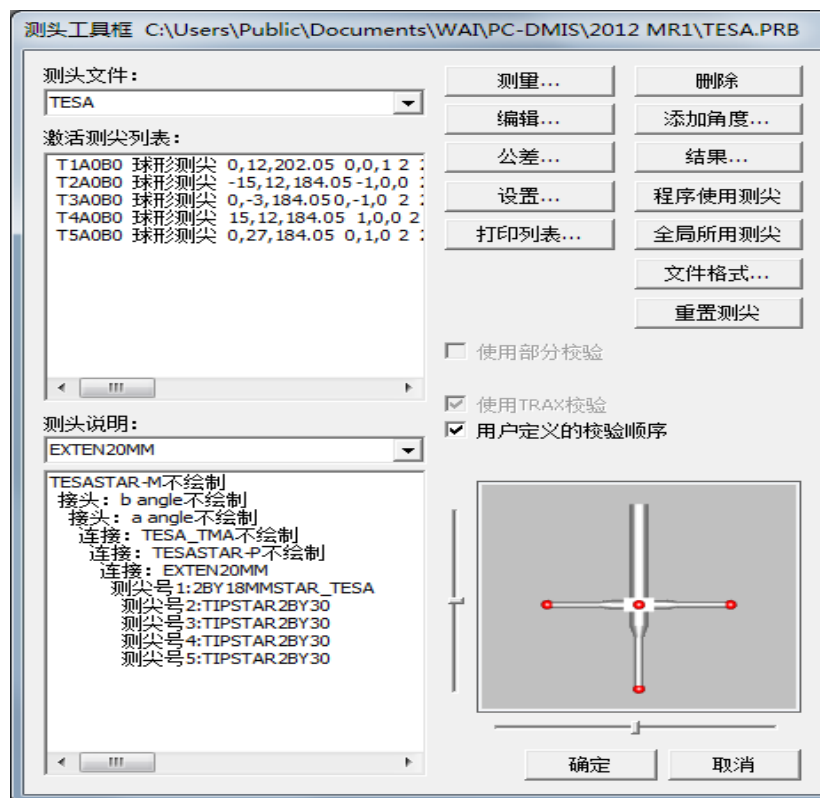 测头工具框 C:\Users\Public\Documents\WAI\PC-DMIS\2012 MR1\TESA.PRB
测头文件:
TESA
激活测尖列表:
T1A0B0 球形测尖 0,12,202.05 0,0,1 2
T2A0B0 球形测尖 -15,12,184.05 -1,0,0
T3A0B0 球形测尖 0,-3,184.05 0,-1,0 2
T4A0B0 球形测尖 15,12,184.05 1,0,0 2
T5A0B0 球形测尖 0,27,184.05 0,1,0 2
测头说明:
EXTEN20MM
TESASTAR-M不绘制
接头: b angle不绘制
接头: a angle不绘制
连接: TESA_TMA不绘制
连接: TESASTAR-P不绘制
连接: EXTEN20MM
测尖号1:2BY18MMSTAR_TESA
测尖号2:TIPSTAR2BY30
测尖号3:TIPSTAR2BY30
测尖号4:TIPSTAR2BY30
测尖号5:TIPSTAR2BY30
测量...
删除
编辑...
添加角度...
公差...
结果...
设置...
程序使用测尖
打印列表...
全局所用测尖
文件格式...
重置测尖
使用部分校验
使用TRAX校验
用户定义的校验顺序
确定
取消